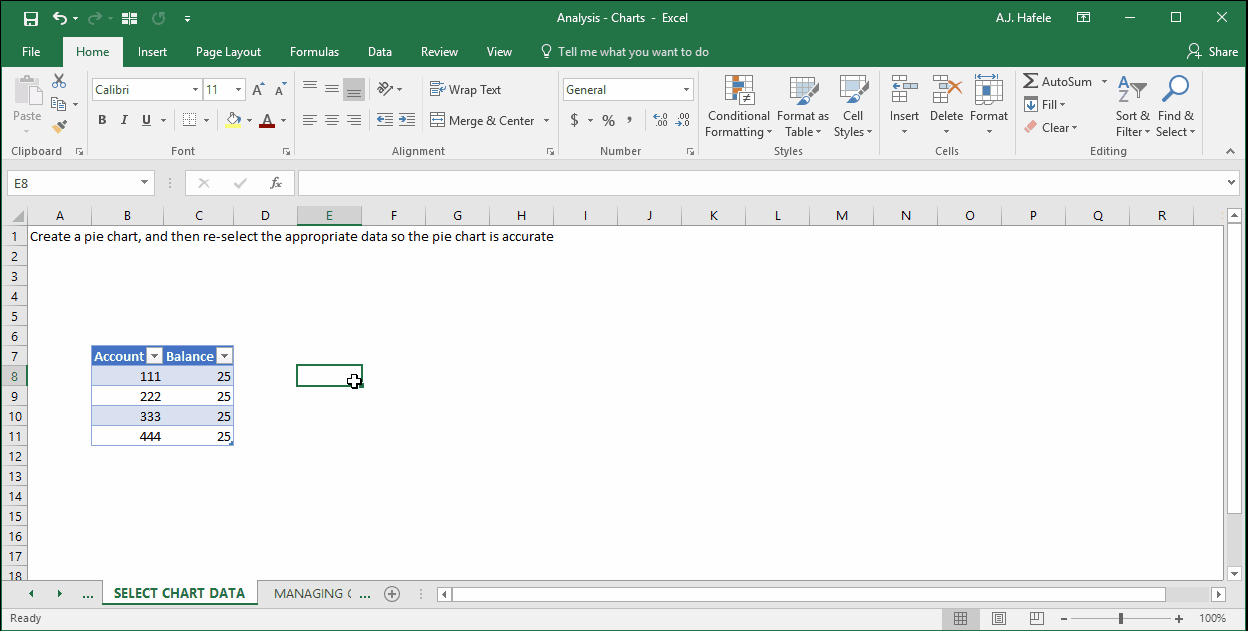 Analysis - Charts - Excel
A.J. Hafele
File Home Insert Page Layout Formulas Data Review View Tell me what you want to do Share
Paste
Clipboard
Calibri 11
B I U A
Font
Wrap Text
Merge & Center
Alignment
General
$ % ,
Number
Conditional Formatting
Format as Table
Cell Styles
Styles
Insert Delete Format
Cells
AutoSum
Fill
Clear
Sort & Filter
Find & Select
Editing
E8 fx
A B C D E F G H I J K L M N O P Q R
1 Create a pie chart, and then re-select the appropriate data so the pie chart is accurate
2
3
4
5
6
7 Account Balance
8 111 25
9 222 25
10 333 25
11 444 25
12
13
14
15
16
17
18
... SELECT CHART DATA MANAGING ...
Ready 100%